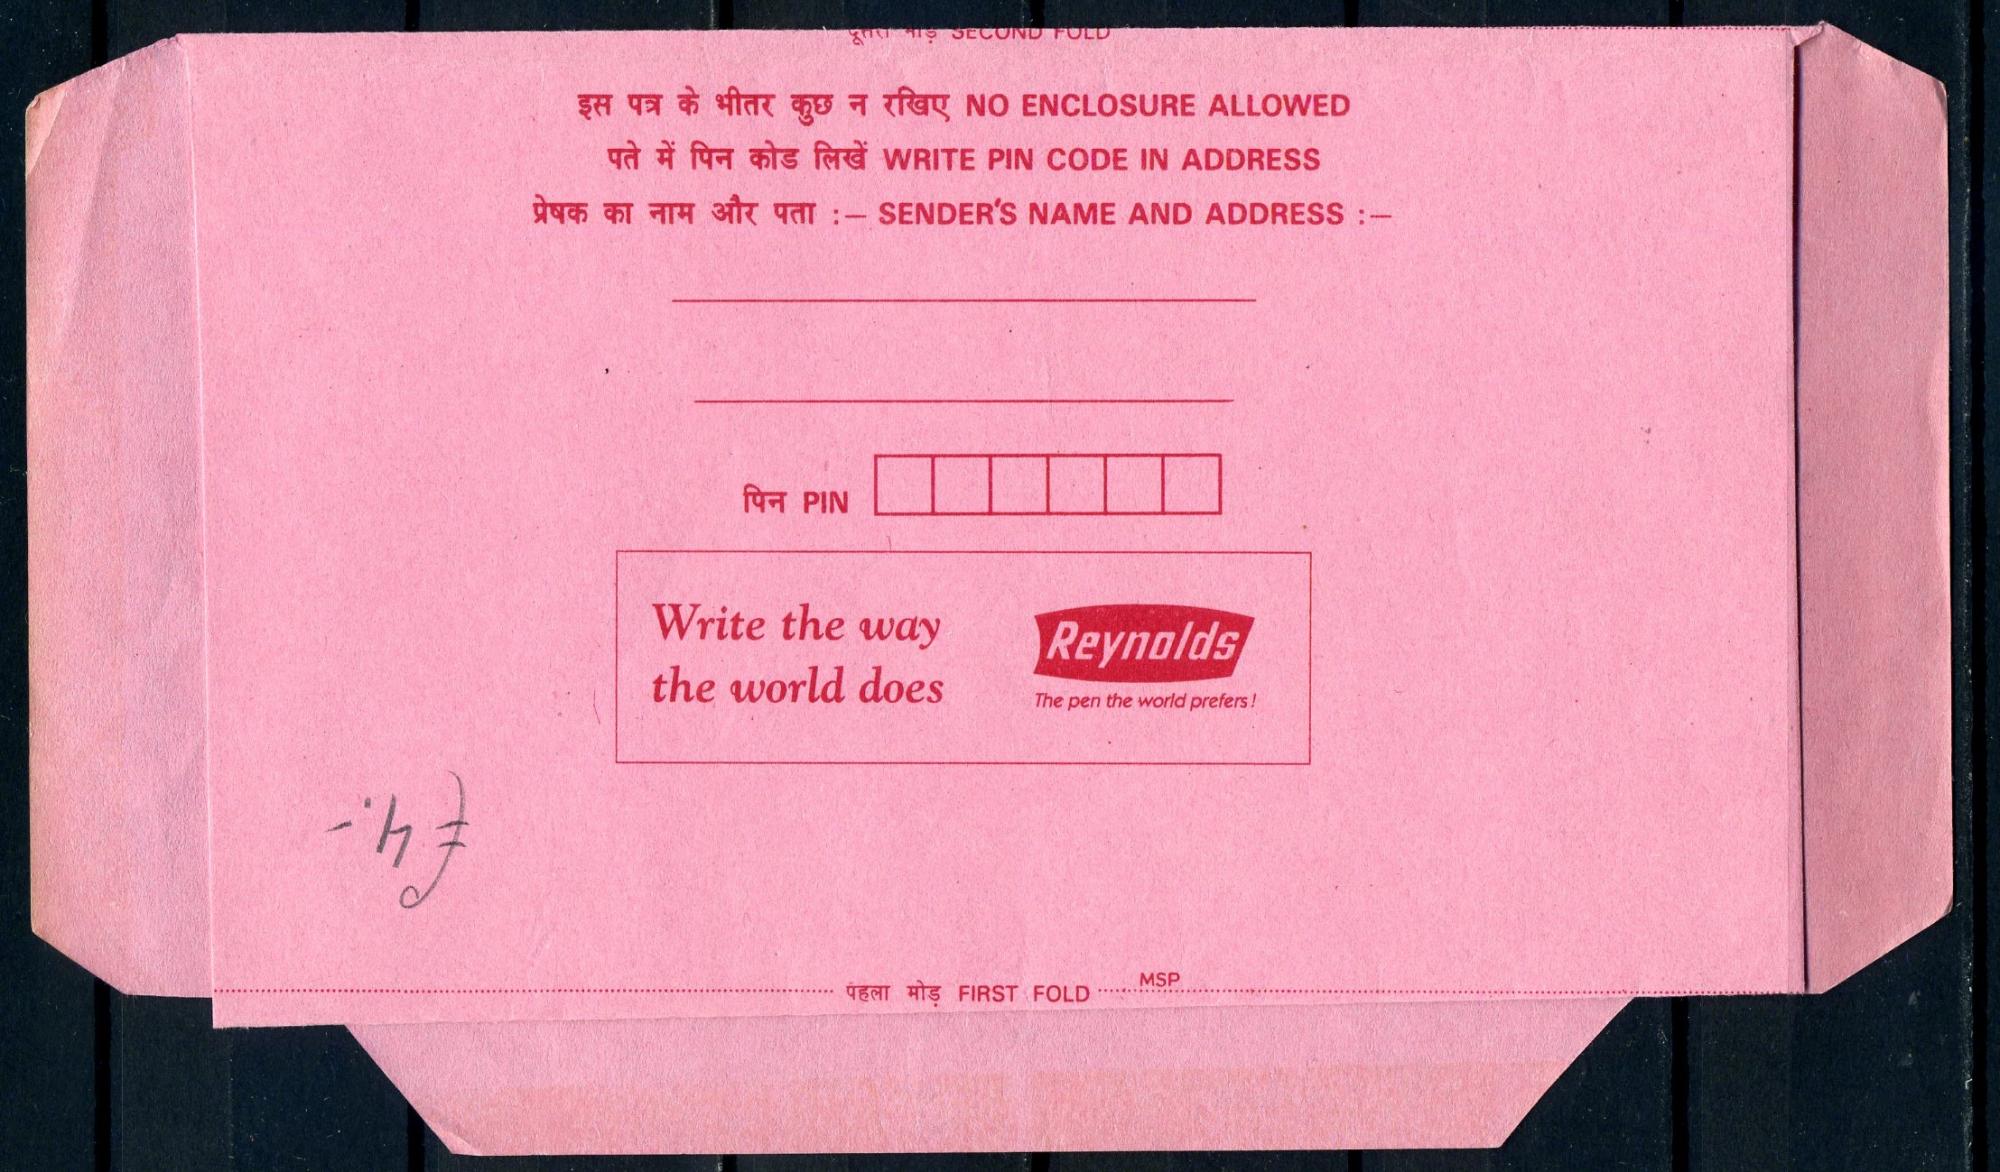 दूसरा मोड़ SECOND FOLD
इस पत्र के भीतर कुछ न रखिए NO ENCLOSURE ALLOWED
पते में पिन कोड लिखें WRITE PIN CODE IN ADDRESS
प्रेषक का नाम और पता :— SENDER'S NAME AND ADDRESS :—
पिन PIN
Write the way
the world does
Reynolds
The pen the world prefers!
पहला मोड़ FIRST FOLD
MSP